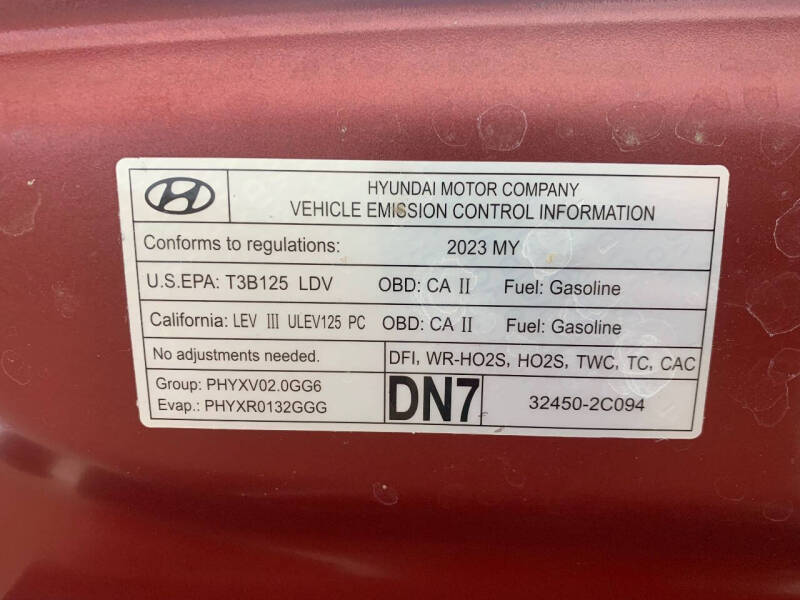 HYUNDAI MOTOR COMPANY
VEHICLE EMISSION CONTROL INFORMATION
Conforms to regulations: 2023 MY
U.S.EPA: T3B125 LDV OBD: CA II Fuel: Gasoline
California: LEV III ULEV125 PC OBD: CA II Fuel: Gasoline
No adjustments needed. DFI, WR-HO2S, HO2S, TWC, TC, CAC
Group: PHYXV02.0GG6
Evap.: PHYXR0132GGG
DN7 32450-2C094